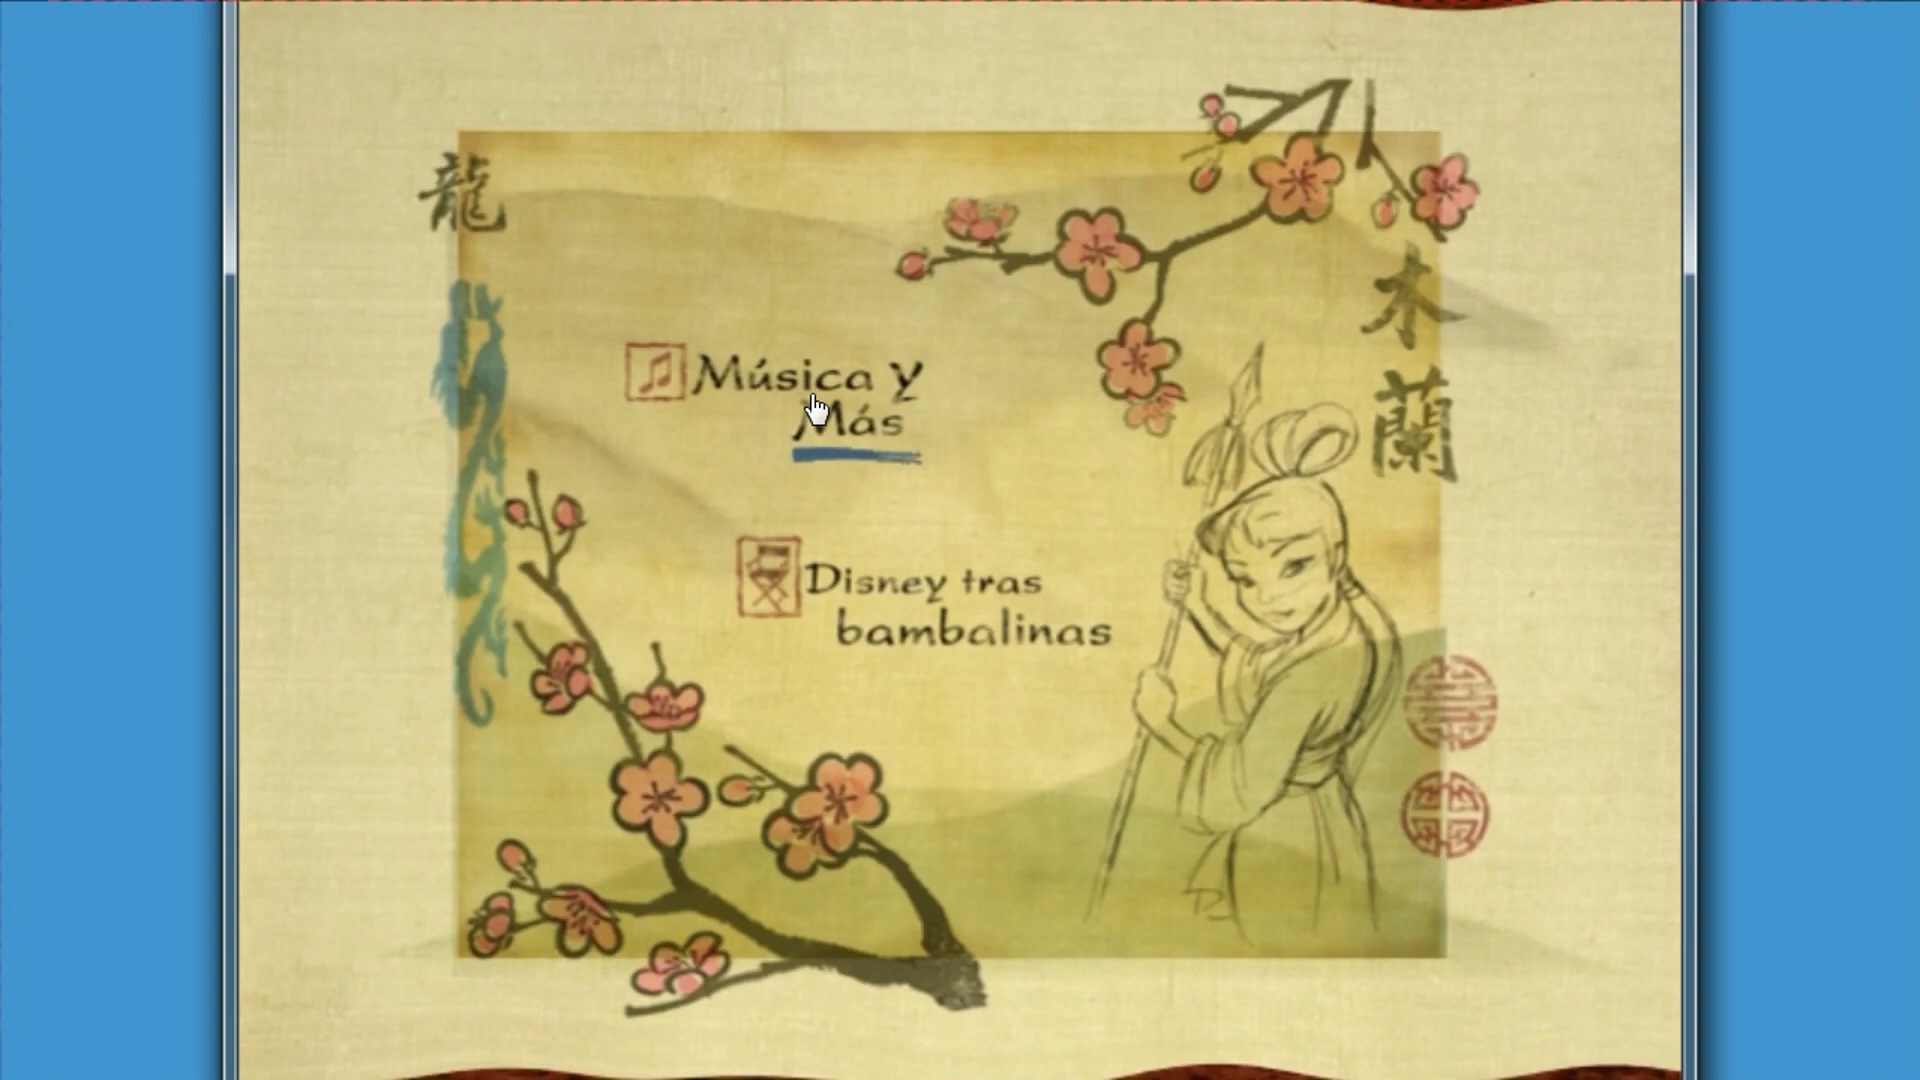 龍
木
蘭
Música y
Más
Disney tras
bambalinas